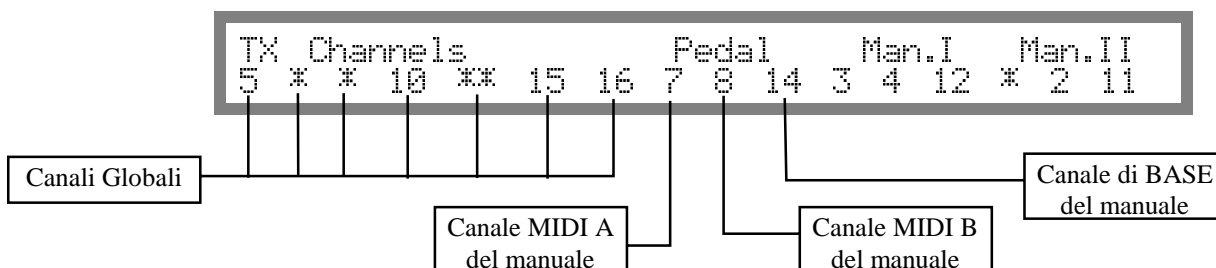 TX Channels Pedal Man.I Man.II
5 * * 10 ** 15 16 7 8 14 3 4 12 * 2 11
Canali Globali
Canale di BASE
del manuale
Canale MIDI A
del manuale
Canale MIDI B
del manuale